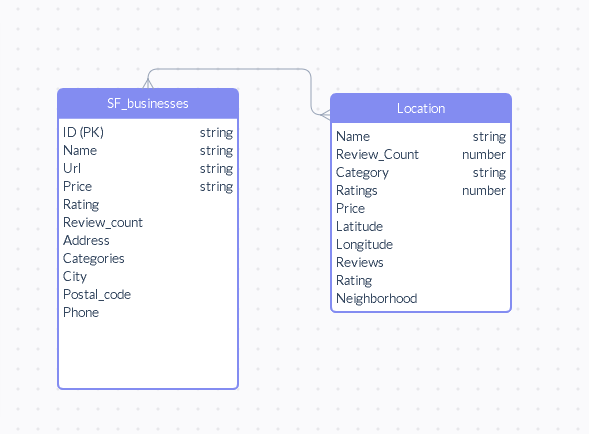 SF_businesses
ID (PK) string
Name string
Url string
Price string
Rating
Review_count
Address
Categories
City
Postal_code
Phone
Location
Name string
Review_Count number
Category string
Ratings number
Price
Latitude
Longitude
Reviews
Rating
Neighborhood